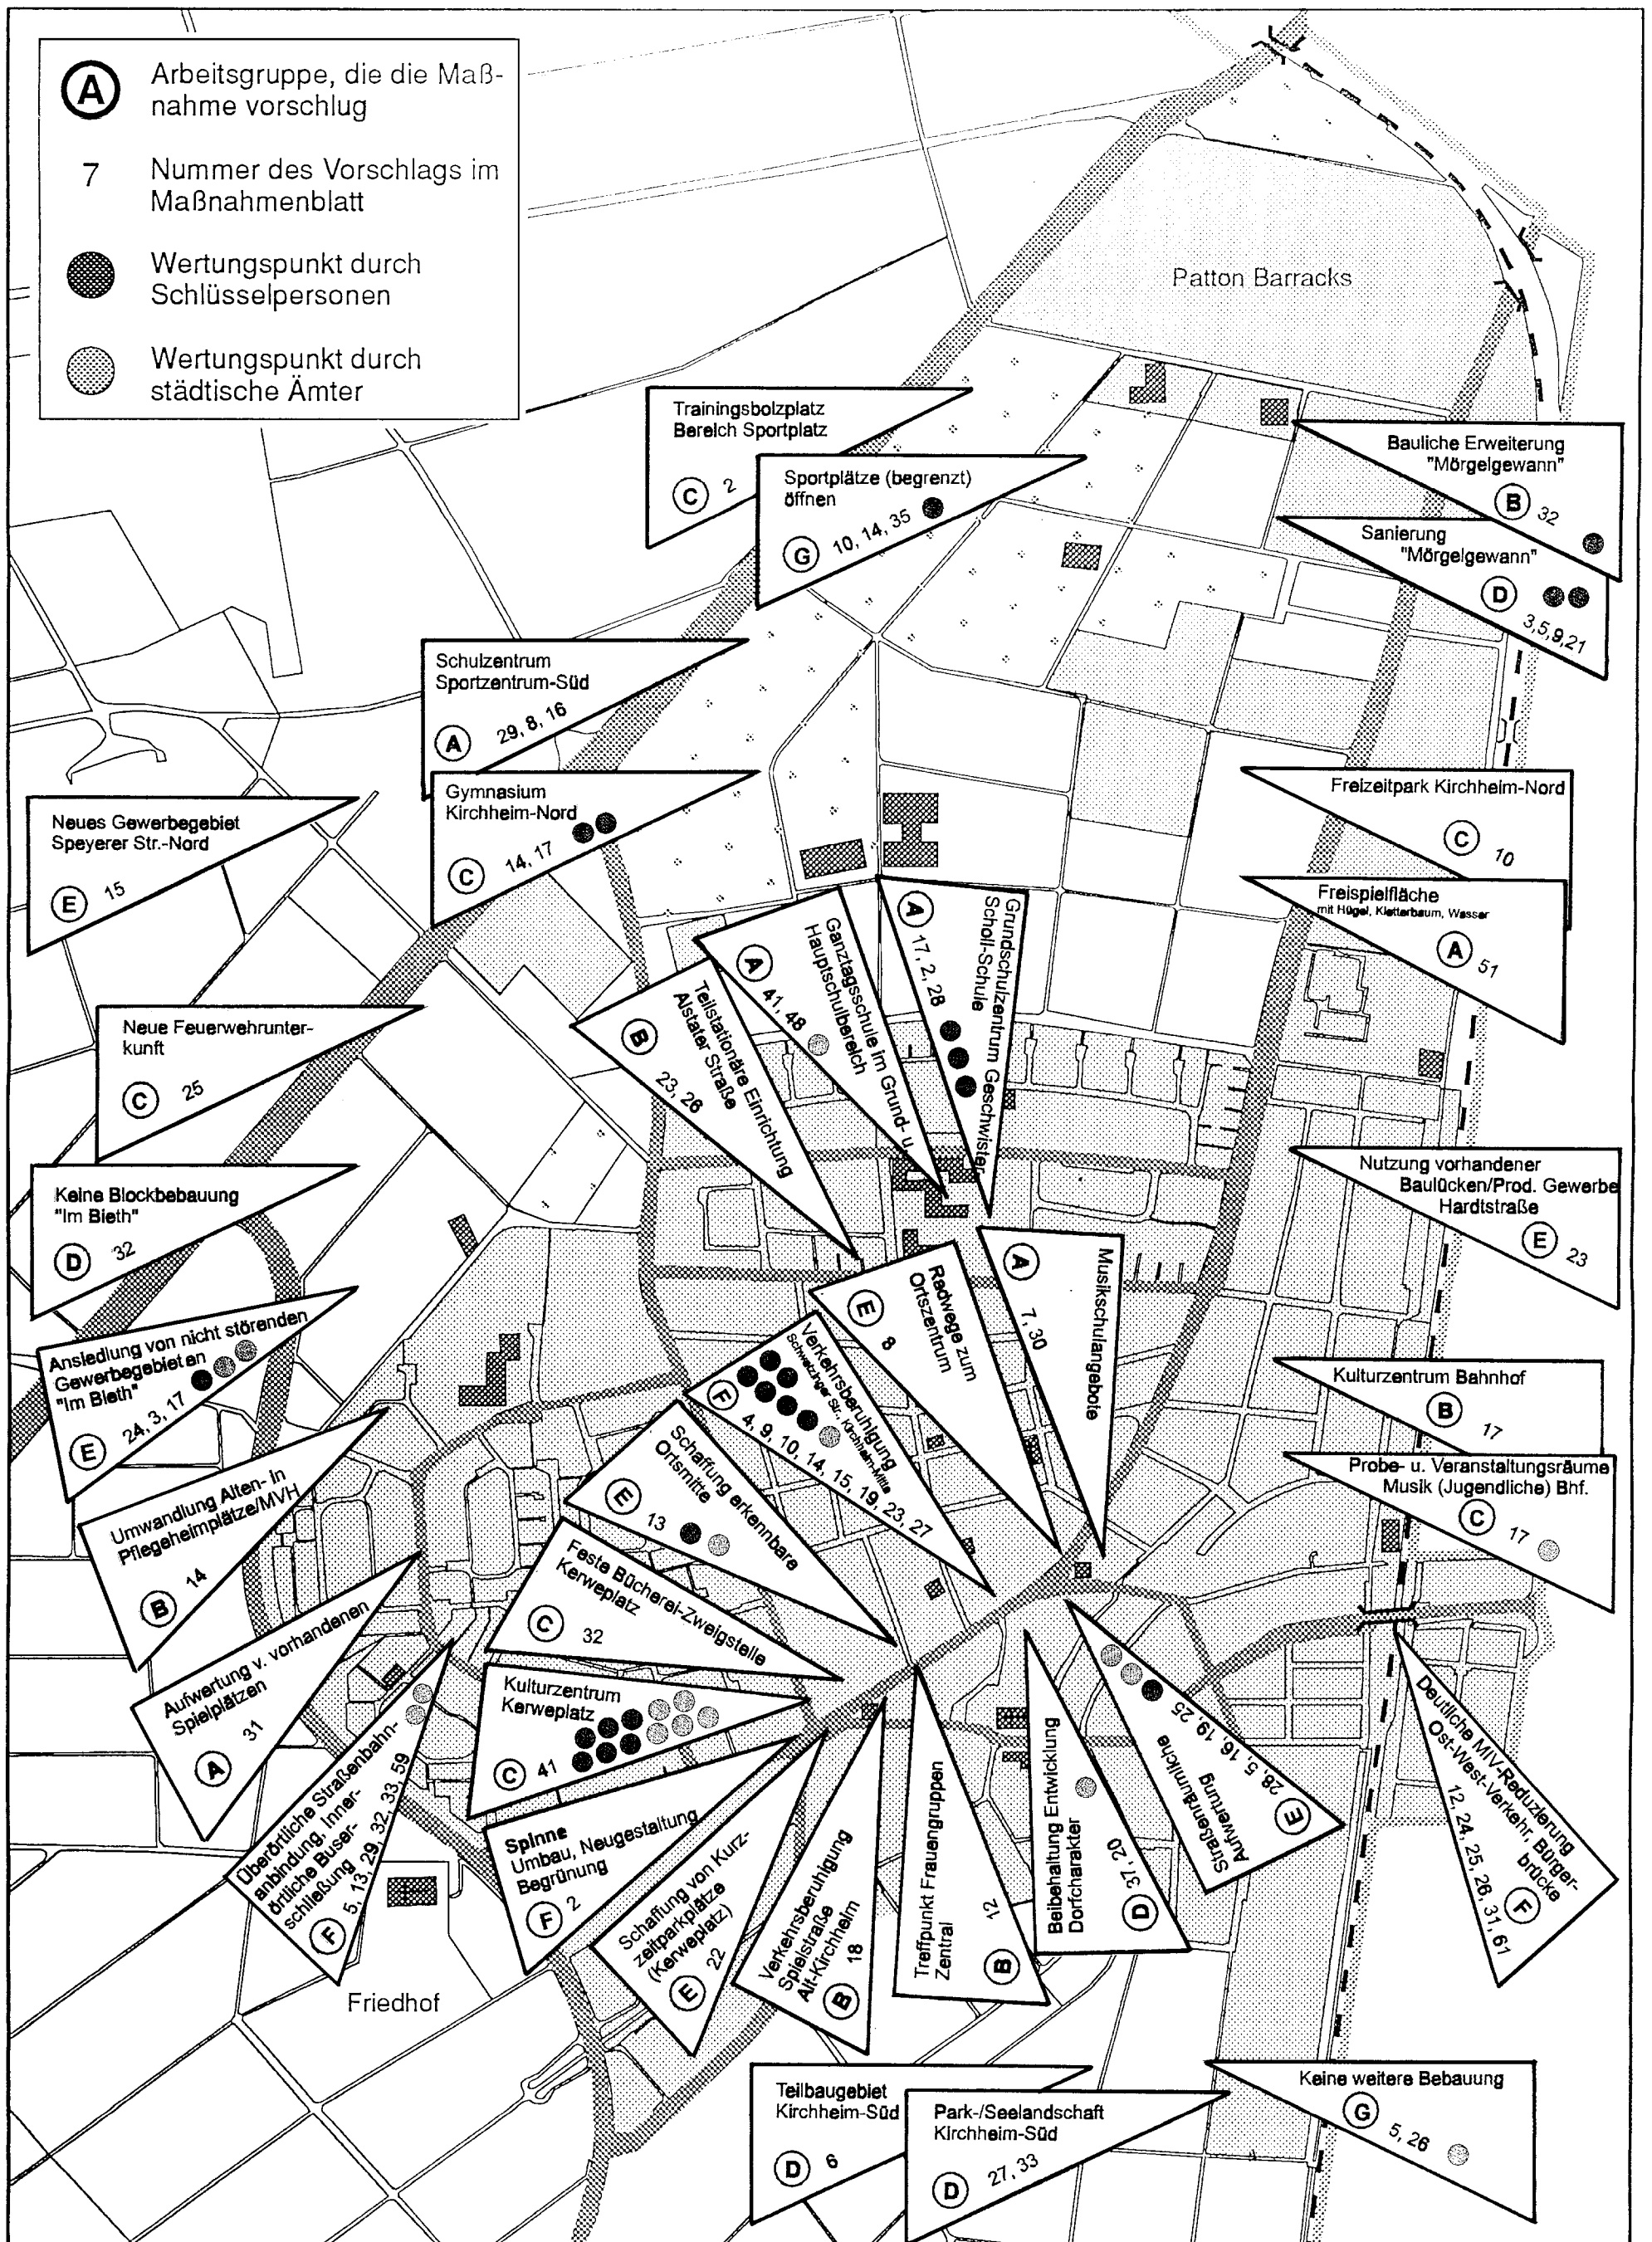 A
Arbeitsgruppe, die die Maß-
nahme vorschlug
7
Nummer des Vorschlags im
Maßnahmenblatt
Wertungspunkt durch
Schlüsselpersonen
Wertungspunkt durch
städtische Ämter
Patton Barracks
Trainingsbolzplatz
Bereich Sportplatz
C 2
Sportplätze (begrenzt)
öffnen
G 10, 14, 35
Bauliche Erweiterung
"Mörgelgewann"
B 32
Sanierung
"Mörgelgewann"
D
3,5,9,21
Schulzentrum
Sportzentrum-Süd
A 29, 8, 16
Gymnasium
Kirchheim-Nord
C 14, 17
Neues Gewerbegebiet
Speyerer Str.-Nord
E 15
Freizeitpark Kirchheim-Nord
C 10
Freispielfläche
mit Hügel, Kletterbaum, Wasser
A 51
Grundschulzentrum Geschwister-
Scholl-Schule
A 17, 2, 28
Ganztagsschule im Grund- u.
Hauptschulbereich
A 41, 48
Teilstationäre Einrichtung
Alstater Straße
B 23, 26
Neue Feuerwehrunter-
kunft
C 25
Keine Blockbebauung
"Im Bieth"
D 32
Nutzung vorhandener
Baulücken/Prod. Gewerbe
Hardtstraße
E 23
Musikschulangebote
A 7, 30
Radwege zum
Ortszentrum
E 8
Ansiedlung von nicht störenden
Gewerbegebieten
"Im Bieth"
E 24, 3, 17
Verkehrsberuhigung
Schwetzinger Str., Kirchheim-Mitte
F 4, 9, 10, 14, 15, 19, 23, 27
Kulturzentrum Bahnhof
B 17
Probe- u. Veranstaltungsräume
Musik (Jugendliche) Bhf.
C 17
Schaffung erkennbare
Ortsmitte
E 13
Umwandlung Alten- in
Pflegeheimplätze/MVH
B 14
Feste Bücherei-Zweigstelle
Kerweplatz
C 32
Aufwertung v. vorhandenen
Spielplätzen
A 31
Kulturzentrum
Kerweplatz
C 41
Überörtliche Straßenbahn-
anbindung, Inner-
örtliche Buser-
schließung
F 5, 13, 29, 32, 33, 59
Spinne
Umbau, Neugestaltung
Begrünung
F 2
Schaffung von Kurz-
zeitparkplätze
(Kerweplatz)
E 22
Verkehrsberuhigung
Spielstraße
Alt-Kirchheim
B 18
Treffpunkt Frauengruppen
Zentral
B 12
Beibehaltung Entwicklung
Dorfcharakter
D 37, 20
Straßenräumliche
Aufwertung
E 28, 5, 16, 19, 25
Deutliche MIV-Reduzierung
Ost-West-Verkehr, Bürger-
brücke
F 12, 24, 25, 26, 31, 61
Friedhof
Teilbaugebiet
Kirchheim-Süd
D 6
Park-/Seelandschaft
Kirchheim-Süd
D 27, 33
Keine weitere Bebauung
G 5, 26